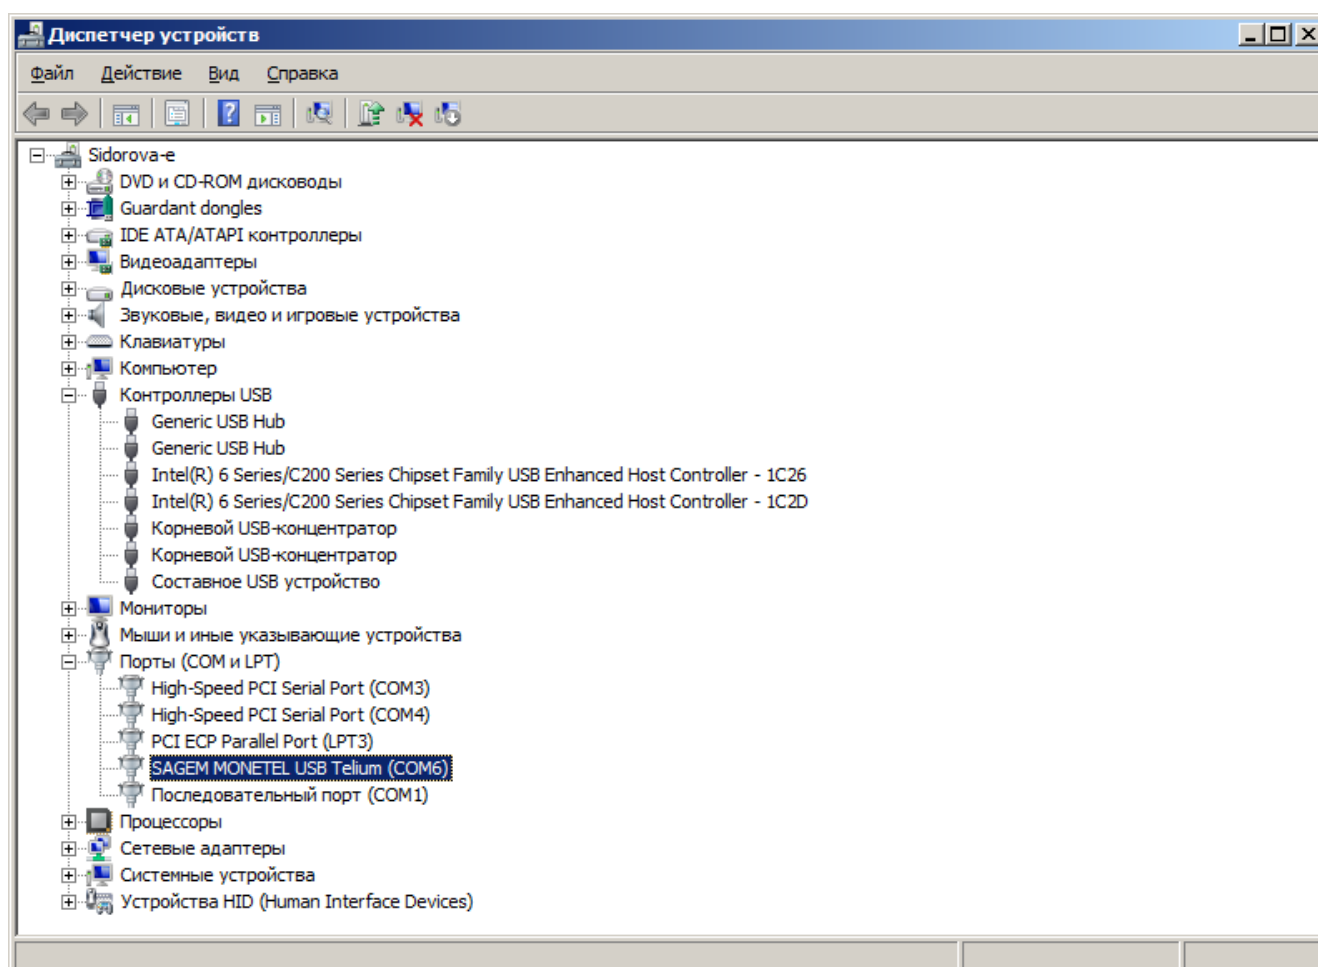 Диспетчер устройств
Файл Действие Вид Справка
Sidorova-e
DVD и CD-ROM дисководы
Guardant dongles
IDE ATA/ATAPI контроллеры
Видеоадаптеры
Дисковые устройства
Звуковые, видео и игровые устройства
Клавиатуры
Компьютер
Контроллеры USB
Generic USB Hub
Generic USB Hub
Intel(R) 6 Series/C200 Series Chipset Family USB Enhanced Host Controller - 1C26
Intel(R) 6 Series/C200 Series Chipset Family USB Enhanced Host Controller - 1C2D
Корневой USB-концентратор
Корневой USB-концентратор
Составное USB устройство
Мониторы
Мыши и иные указывающие устройства
Порты (COM и LPT)
High-Speed PCI Serial Port (COM3)
High-Speed PCI Serial Port (COM4)
PCI ECP Parallel Port (LPT3)
SAGEM MONETEL USB Telium (COM6)
Последовательный порт (COM1)
Процессоры
Сетевые адаптеры
Системные устройства
Устройства HID (Human Interface Devices)